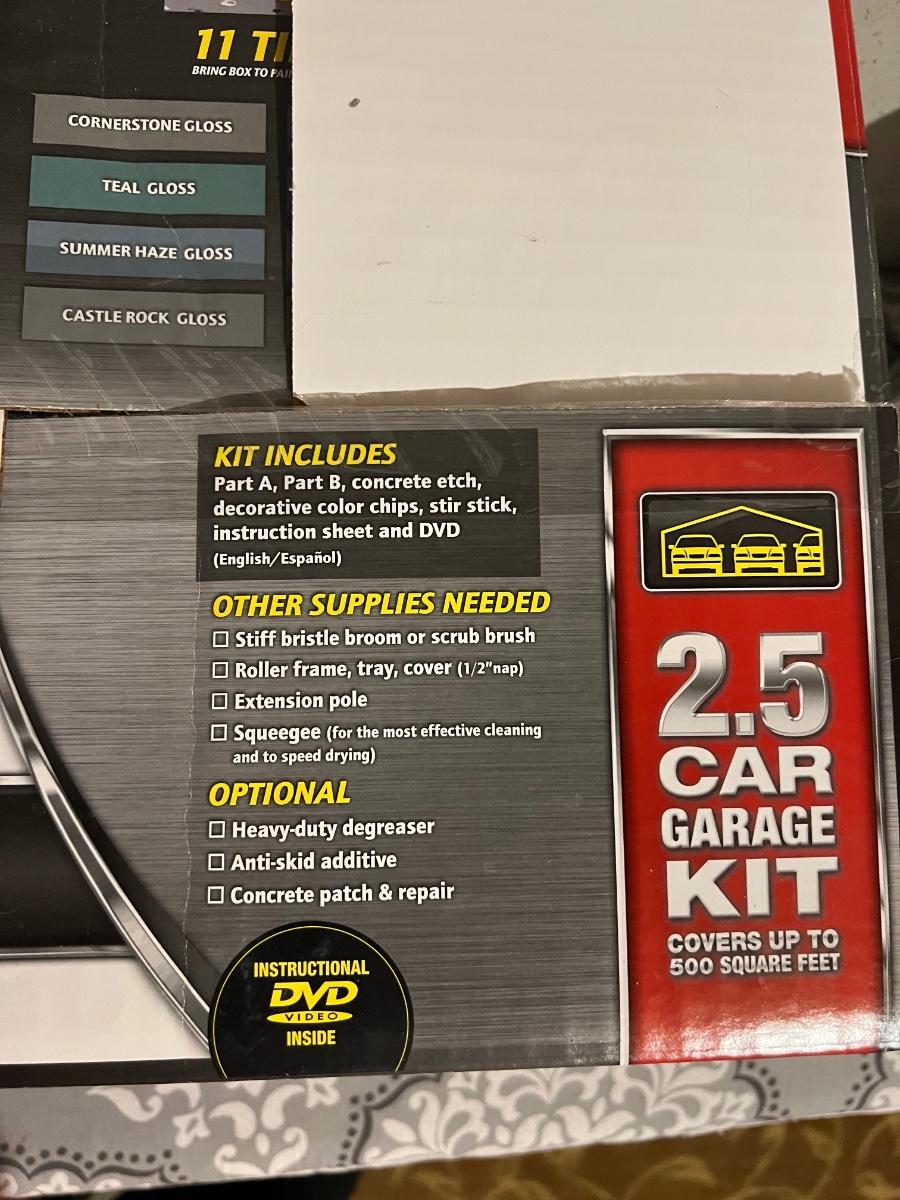 11 TI
BRING BOX TO PAI
CORNERSTONE GLOSS
TEAL GLOSS
SUMMER HAZE GLOSS
CASTLE ROCK GLOSS
KIT INCLUDES
Part A, Part B, concrete etch,
decorative color chips, stir stick,
instruction sheet and DVD
(English/Español)
OTHER SUPPLIES NEEDED
Stiff bristle broom or scrub brush
Roller frame, tray, cover (1/2"nap)
Extension pole
Squeegee (for the most effective cleaning
and to speed drying)
OPTIONAL
Heavy-duty degreaser
Anti-skid additive
Concrete patch & repair
INSTRUCTIONAL
DVD
VIDEO
INSIDE
2.5
CAR
GARAGE
KIT
COVERS UP TO
500 SQUARE FEET